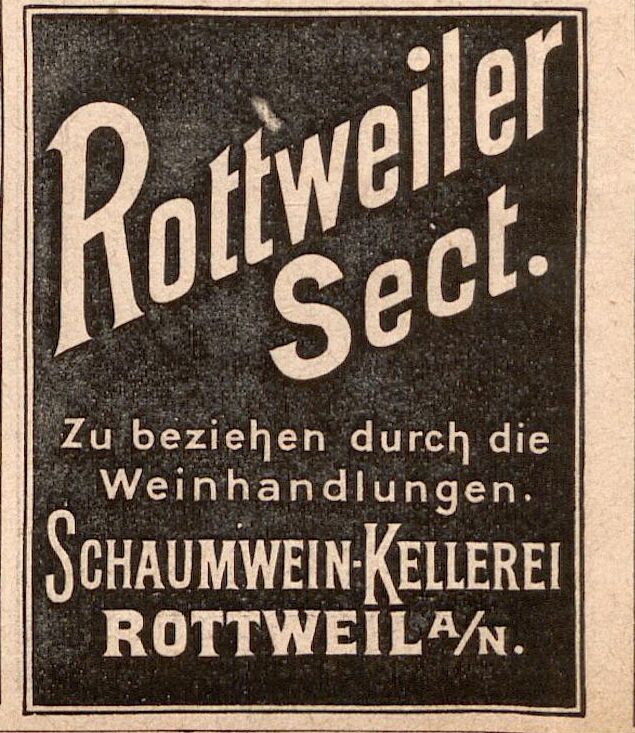 Rottweiler
Sect.
Zu beziehen durch die
Weinhandlungen.
SCHAUMWEIN-KELLEREI
ROTTWEIL A/N.